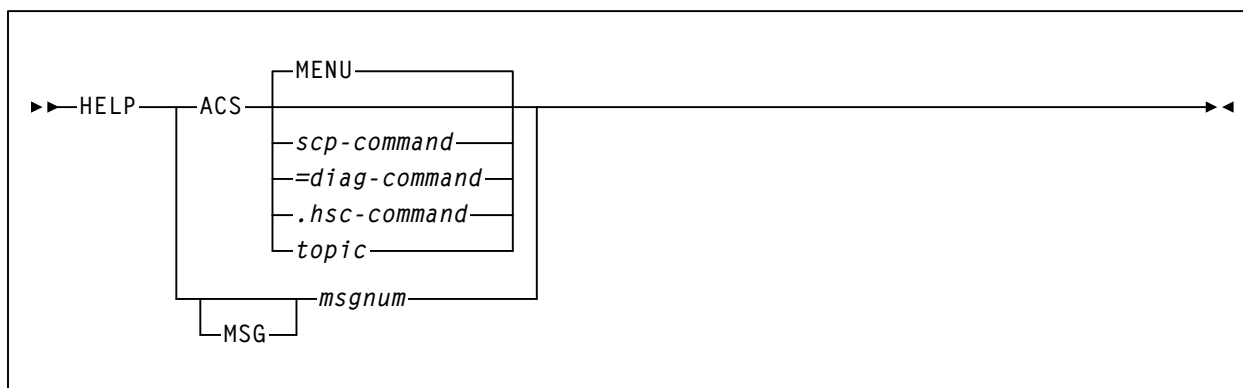 MENU
HELP ACS
scp-command
=diag-command
.hsc-command
topic
msgnum
MSG